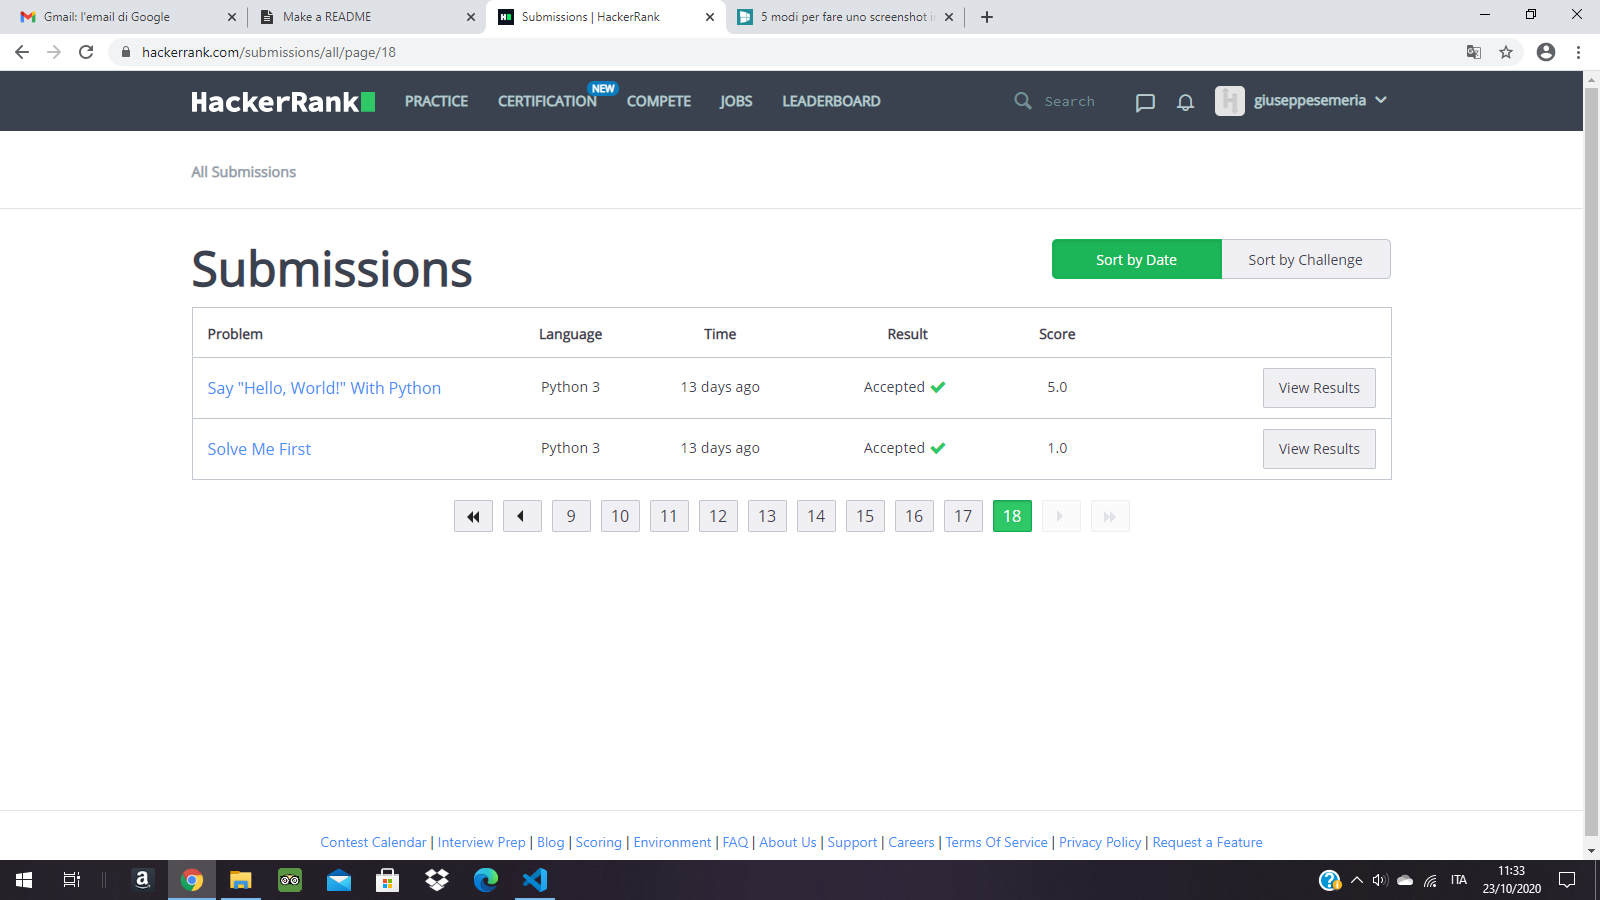 Gmail: l'email di Google
Make a README
Submissions | HackerRank
5 modi per fare uno screenshot i
hackerrank.com/submissions/all/page/18
HackerRank
PRACTICE
CERTIFICATION
NEW
COMPETE
JOBS
LEADERBOARD
Search
giuseppesemeria
All Submissions
Submissions
Sort by Date
Sort by Challenge
Problem Language Time Result Score
Say "Hello, World!" With Python Python 3 13 days ago Accepted 5.0 View Results
Solve Me First Python 3 13 days ago Accepted 1.0 View Results
9 10 11 12 13 14 15 16 17 18
Contest Calendar | Interview Prep | Blog | Scoring | Environment | FAQ | About Us | Support | Careers | Terms Of Service | Privacy Policy | Request a Feature
ITA
11:33
23/10/2020